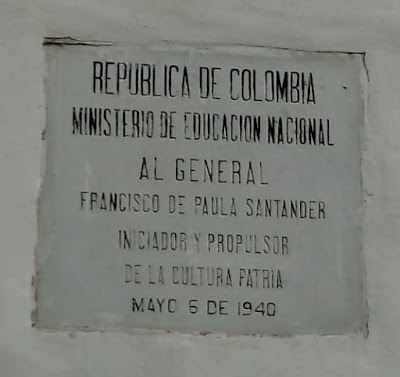 REPUBLICA DE COLOMBIA
MINISTERIO DE EDUCACION NACIONAL
AL GENERAL
FRANCISCO DE PAULA SANTANDER
INICIADOR Y PROPULSOR
DE LA CULTURA PATRIA
MAYO 6 DE 1940